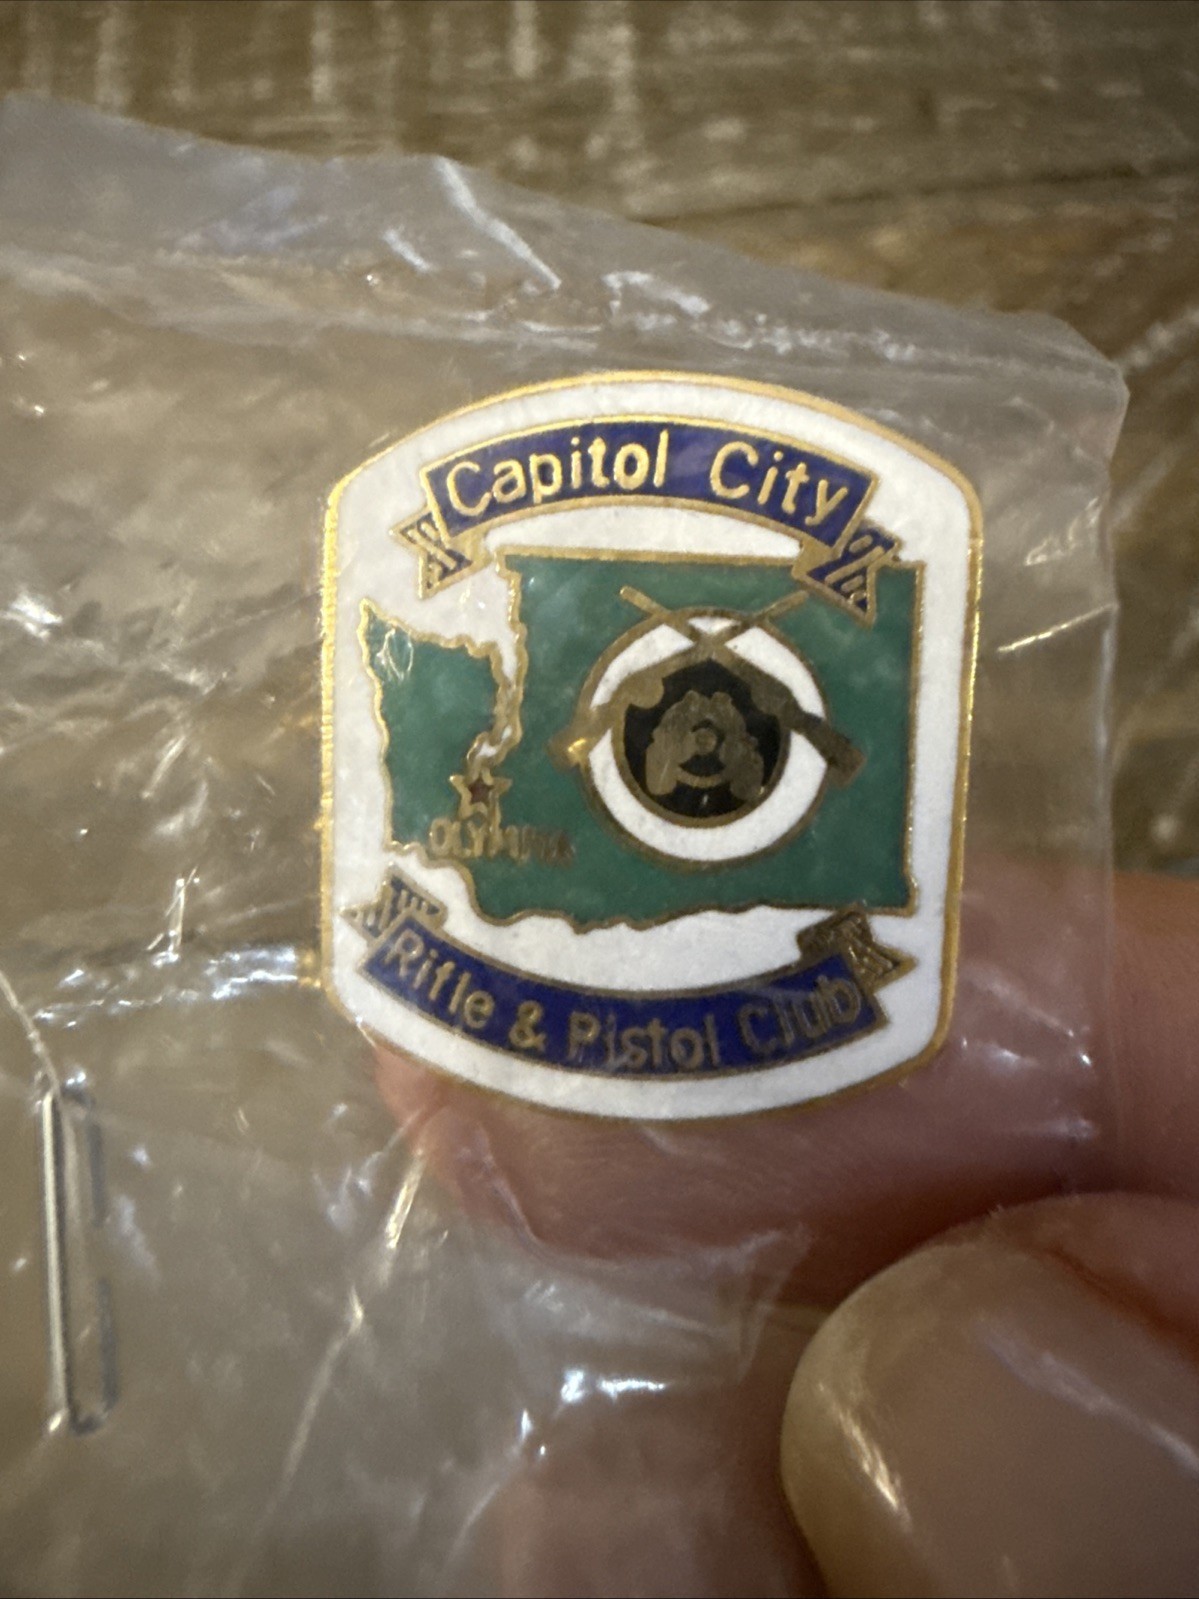 Capitol City
OLYMPIA
Rifle & Pistol Club